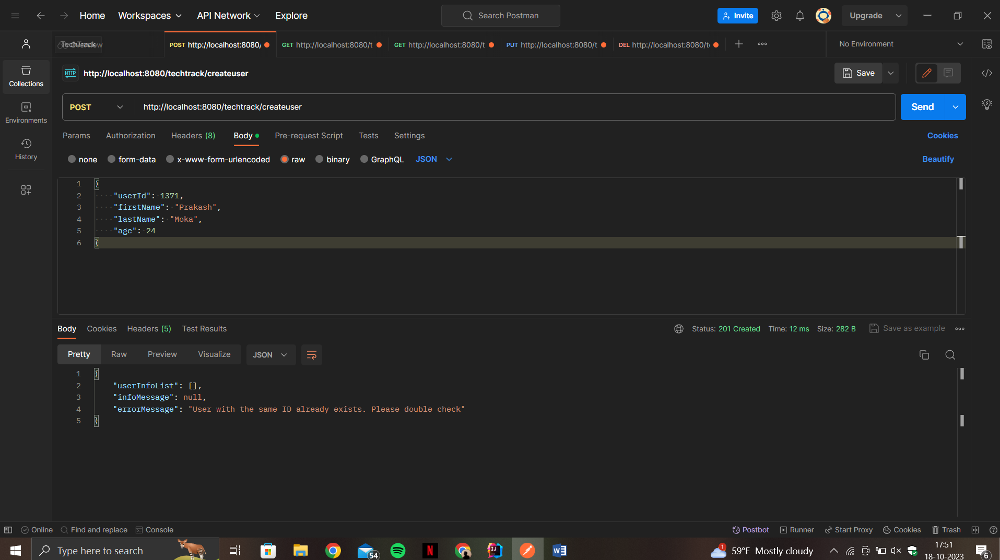 Home Workspaces API Network Explore Search Postman Invite Upgrade
TechTrack Overview POST http://localhost:8080/ GET http://localhost:8080/t GET http://localhost:8080/t PUT http://localhost:8080/t DEL http://localhost:8080/t No Environment
HTTP http://localhost:8080/techtrack/createuser Save
Collections
POST http://localhost:8080/techtrack/createuser Send
Environments
Params Authorization Headers (8) Body Pre-request Script Tests Settings Cookies
History
none form-data x-www-form-urlencoded raw binary GraphQL JSON Beautify
1 {
2 "userId": 1371,
3 "firstName": "Prakash",
4 "lastName": "Moka",
5 "age": 24
6 }
Body Cookies Headers (5) Test Results Status: 201 Created Time: 12 ms Size: 282 B Save as example
Pretty Raw Preview Visualize JSON
1 {
2 "userInfoList": [],
3 "infoMessage": null,
4 "errorMessage": "User with the same ID already exists. Please double check"
5 }
Online Find and replace Console Postbot Runner Start Proxy Cookies Trash
Type here to search 54 N IJ W 1 59°F Mostly cloudy 17:51
18-10-2023 6